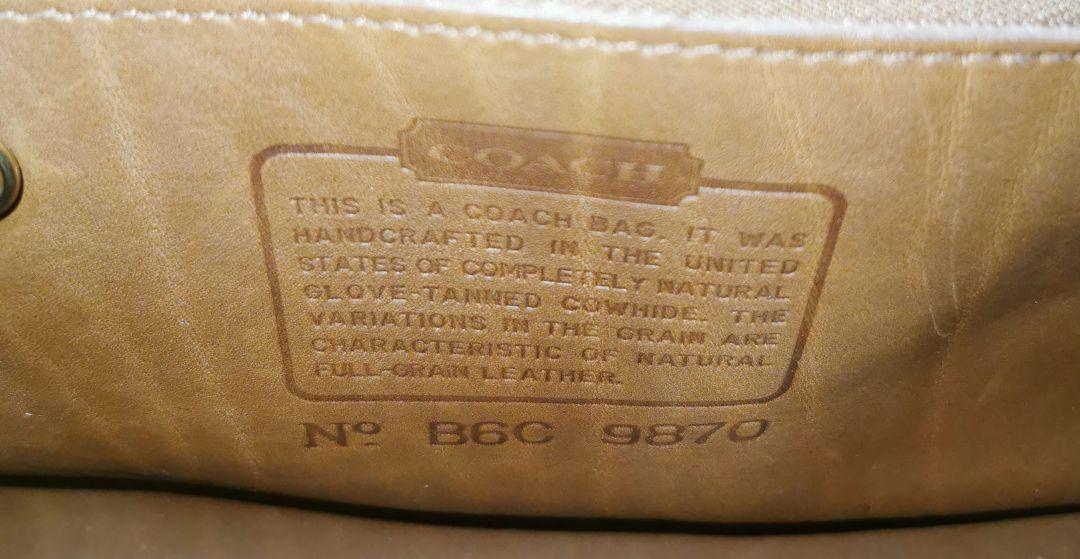 COACH
THIS IS A COACH BAG. IT WAS
HANDCRAFTED IN THE UNITED
STATES OF COMPLETELY NATURAL
GLOVE-TANNED COWHIDE. THE
VARIATIONS IN THE GRAIN ARE
CHARACTERISTIC OF NATURAL
FULL-GRAIN LEATHER.
Nº B6C 9870